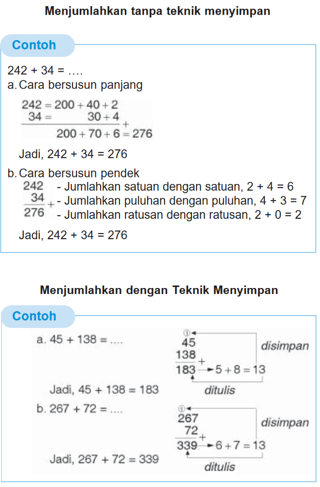 Menjumlahkan tanpa teknik menyimpan
Contoh
242 + 34 = ....
a. Cara bersusun panjang
242 = 200 + 40 + 2
34 = 30 + 4
+
200 + 70 + 6 = 276
Jadi, 242 + 34 = 276
b. Cara bersusun pendek
242 - Jumlahkan satuan dengan satuan, 2 + 4 = 6
34 + - Jumlahkan puluhan dengan puluhan, 4 + 3 = 7
276 - Jumlahkan ratusan dengan ratusan, 2 + 0 = 2
Jadi, 242 + 34 = 276
Menjumlahkan dengan Teknik Menyimpan
Contoh
a. 45 + 138 = ....
①
45
138
+
183 → 5 + 8 = 13
disimpan
ditulis
Jadi, 45 + 138 = 183
b. 267 + 72 = ....
①
267
72
+
339 → 6 + 7 = 13
disimpan
ditulis
Jadi, 267 + 72 = 339